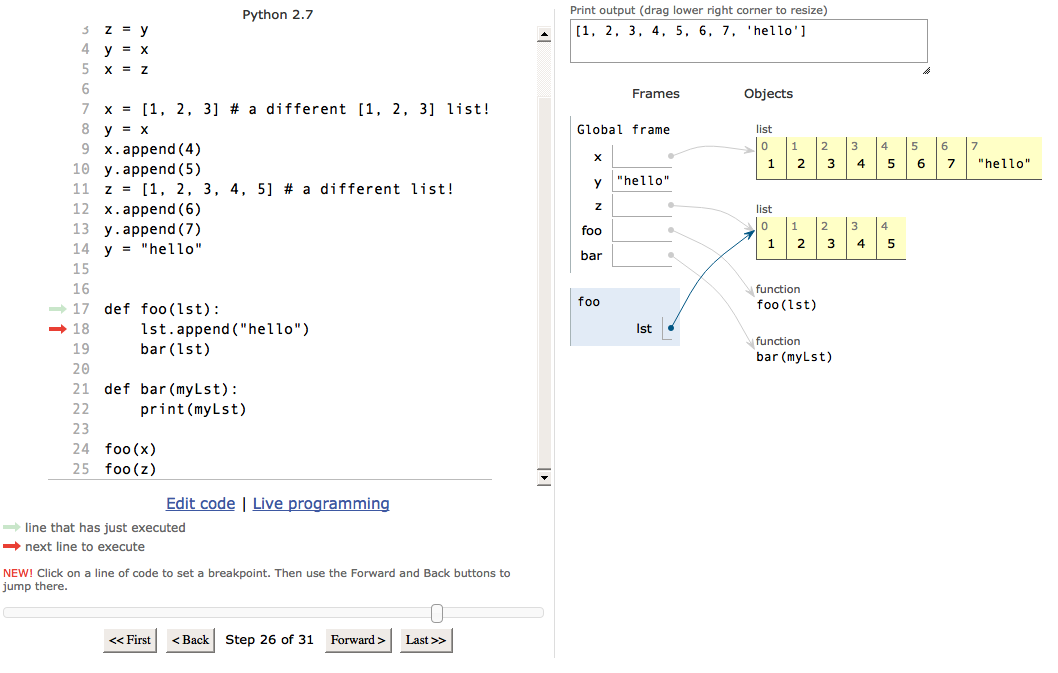 Python 2.7
3 z = y
4 y = x
5 x = z
6
7 x = [1, 2, 3] # a different [1, 2, 3] list!
8 y = x
9 x.append(4)
10 y.append(5)
11 z = [1, 2, 3, 4, 5] # a different list!
12 x.append(6)
13 y.append(7)
14 y = "hello"
15
16
17 def foo(lst):
18 lst.append("hello")
19 bar(lst)
20
21 def bar(myLst):
22 print(myLst)
23
24 foo(x)
25 foo(z)
Edit code | Live programming
line that has just executed
next line to execute
NEW! Click on a line of code to set a breakpoint. Then use the Forward and Back buttons to
jump there.
<< First < Back Step 26 of 31 Forward > Last >>
Print output (drag lower right corner to resize)
[1, 2, 3, 4, 5, 6, 7, 'hello']
Frames Objects
Global frame
x
y "hello"
z
foo
bar
foo
lst
list
0 1 2 3 4 5 6 7
1 2 3 4 5 6 7 "hello"
list
0 1 2 3 4
1 2 3 4 5
function
foo(lst)
function
bar(myLst)